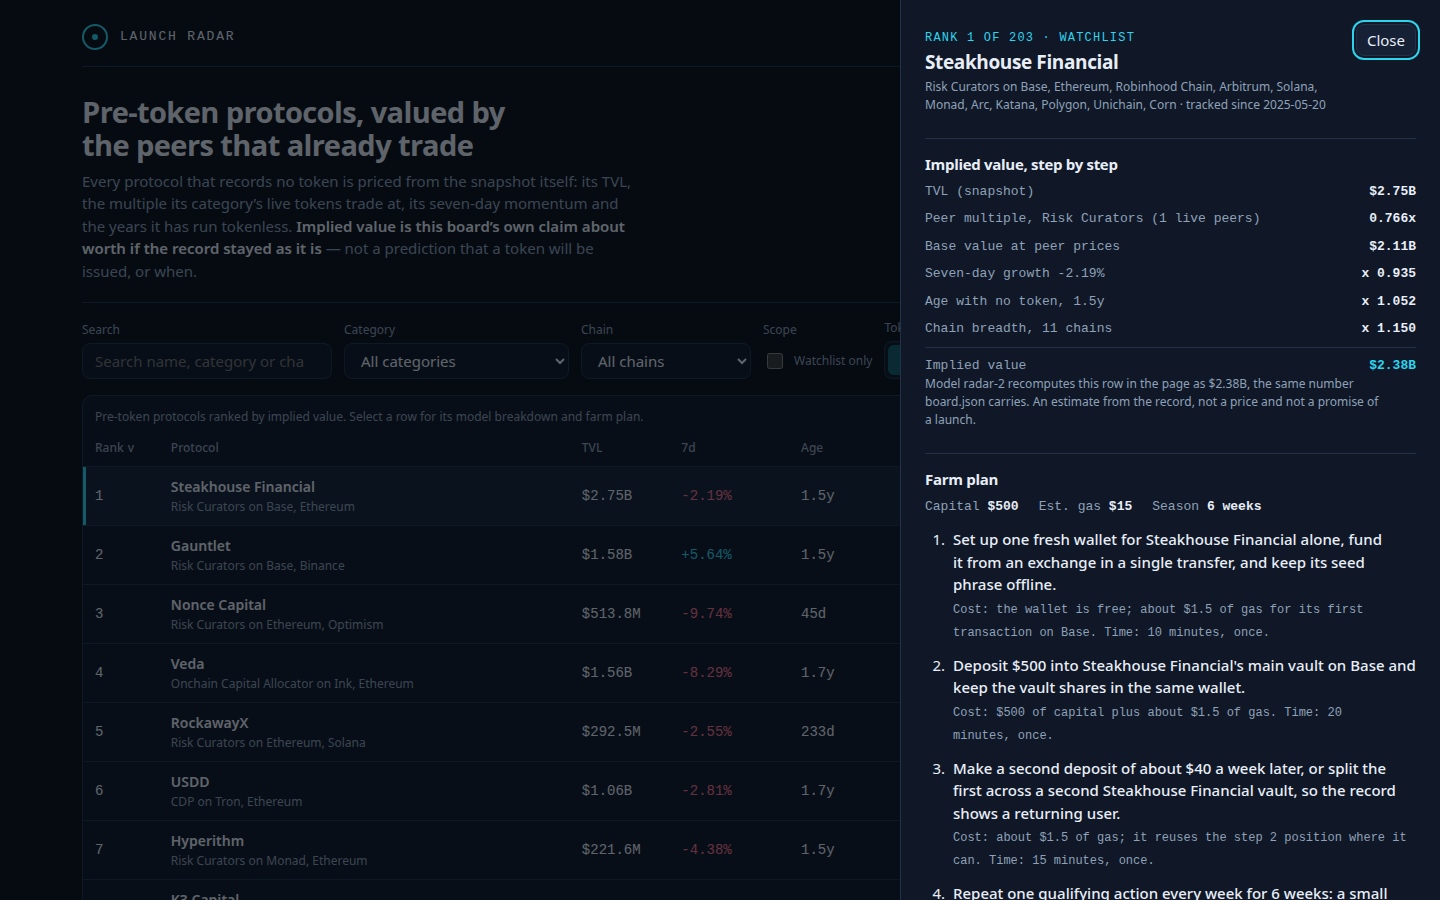 LAUNCH RADAR
Pre-token protocols, valued by
the peers that already trade
Every protocol that records no token is priced from the snapshot itself: its TVL,
the multiple its category's live tokens trade at, its seven-day momentum and
the years it has run tokenless. Implied value is this board's own claim about
worth if the record stayed as it is — not a prediction that a token will be
issued, or when.
Search
Category
Chain
Scope
Tok
Search name, category or cha
All categories
All chains
Watchlist only
Pre-token protocols ranked by implied value. Select a row for its model breakdown and farm plan.
Rank v Protocol TVL 7d Age
1 Steakhouse Financial $2.75B -2.19% 1.5y
Risk Curators on Base, Ethereum
2 Gauntlet $1.58B +5.64% 1.5y
Risk Curators on Base, Binance
3 Nonce Capital $513.8M -9.74% 45d
Risk Curators on Ethereum, Optimism
4 Veda $1.56B -8.29% 1.7y
Onchain Capital Allocator on Ink, Ethereum
5 RockawayX $292.5M -2.55% 233d
Risk Curators on Ethereum, Solana
6 USDD $1.06B -2.81% 1.7y
CDP on Tron, Ethereum
7 Hyperithm $221.6M -4.38% 1.5y
Risk Curators on Monad, Ethereum
K3 Capital
RANK 1 OF 203 · WATCHLIST
Close
Steakhouse Financial
Risk Curators on Base, Ethereum, Robinhood Chain, Arbitrum, Solana,
Monad, Arc, Katana, Polygon, Unichain, Corn · tracked since 2025-05-20
Implied value, step by step
TVL (snapshot) $2.75B
Peer multiple, Risk Curators (1 live peers) 0.766x
Base value at peer prices $2.11B
Seven-day growth -2.19% x 0.935
Age with no token, 1.5y x 1.052
Chain breadth, 11 chains x 1.150
Implied value $2.38B
Model radar-2 recomputes this row in the page as $2.38B, the same number
board.json carries. An estimate from the record, not a price and not a promise of
a launch.
Farm plan
Capital $500 Est. gas $15 Season 6 weeks
1. Set up one fresh wallet for Steakhouse Financial alone, fund
it from an exchange in a single transfer, and keep its seed
phrase offline.
Cost: the wallet is free; about $1.5 of gas for its first
transaction on Base. Time: 10 minutes, once.
2. Deposit $500 into Steakhouse Financial's main vault on Base and
keep the vault shares in the same wallet.
Cost: $500 of capital plus about $1.5 of gas. Time: 20
minutes, once.
3. Make a second deposit of about $40 a week later, or split the
first across a second Steakhouse Financial vault, so the record
shows a returning user.
Cost: about $1.5 of gas; it reuses the step 2 position where it
can. Time: 15 minutes, once.
4. Repeat one qualifying action every week for 6 weeks: a small